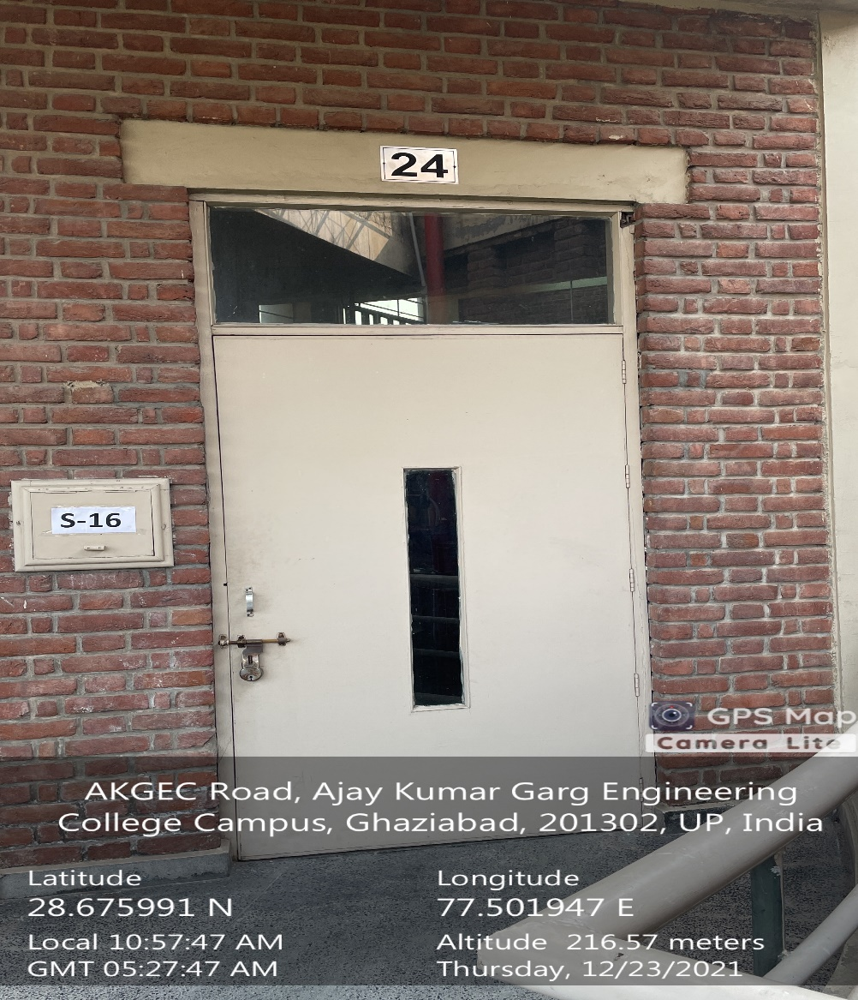 24
S-16
GPS Map
Camera Lite
AKGEC Road, Ajay Kumar Garg Engineering
College Campus, Ghaziabad, 201302, UP, India
Latitude
28.675991 N
Longitude
77.501947 E
Local 10:57:47 AM
GMT 05:27:47 AM
Altitude 216.57 meters
Thursday, 12/23/2021